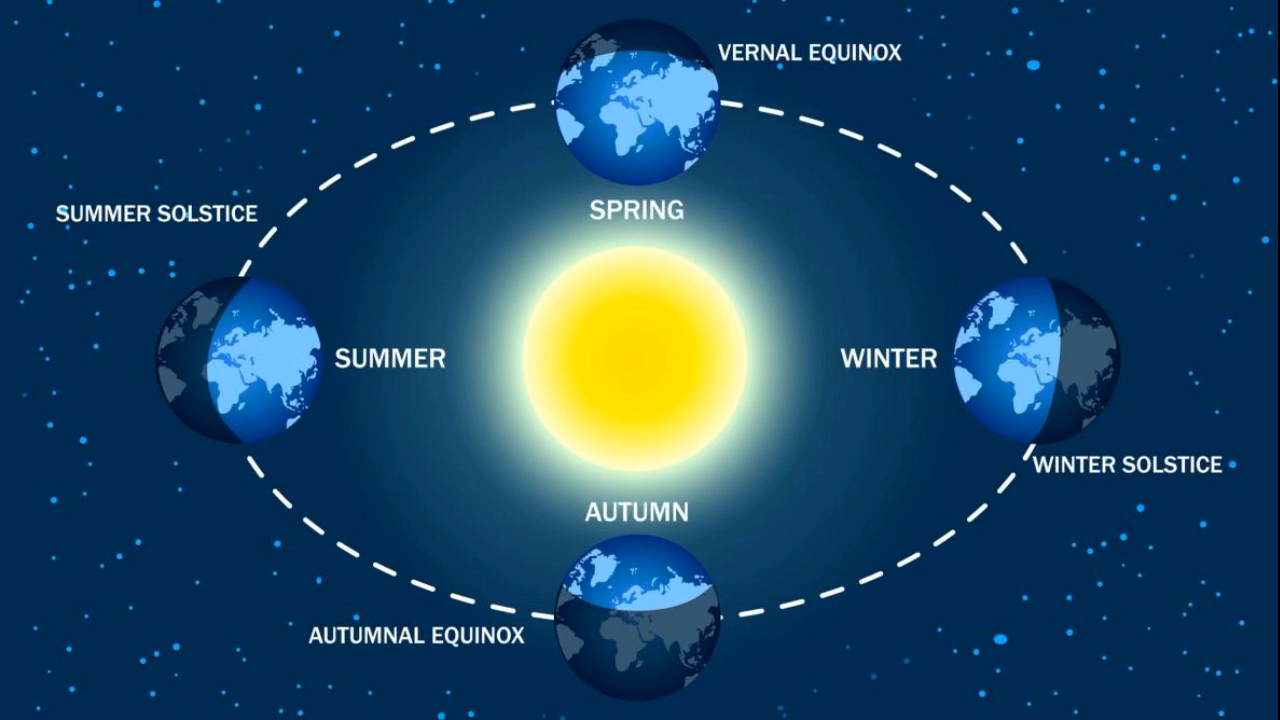 VERNAL EQUINOX
SPRING
SUMMER SOLSTICE
SUMMER
WINTER
WINTER SOLSTICE
AUTUMN
AUTUMNAL EQUINOX